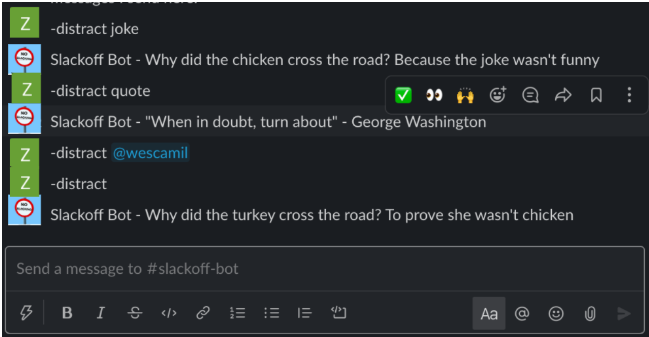 Z
-distract joke
Slackoff Bot - Why did the chicken cross the road? Because the joke wasn't funny
Z
-distract quote
Slackoff Bot - "When in doubt, turn about" - George Washington
Z
-distract @wescamil
Z
-distract
Slackoff Bot - Why did the turkey cross the road? To prove she wasn't chicken
Send a message to #slackoff-bot
B I S </>
Aa @